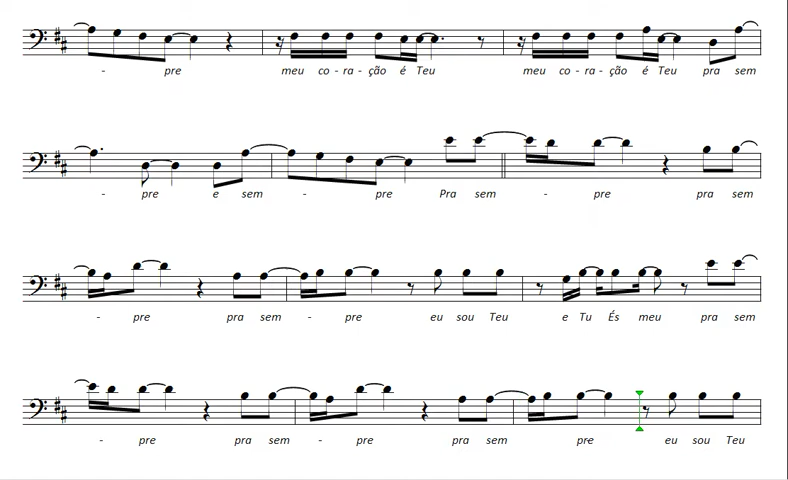 - pre meu co - ra - ção é Teu meu co - ra - ção é Teu pra sem
- pre e sem - pre Pra sem - pre pra sem
- pre pra sem - pre eu sou Teu e Tu És meu pra sem
- pre pra sem - pre pra sem pre eu sou Teu